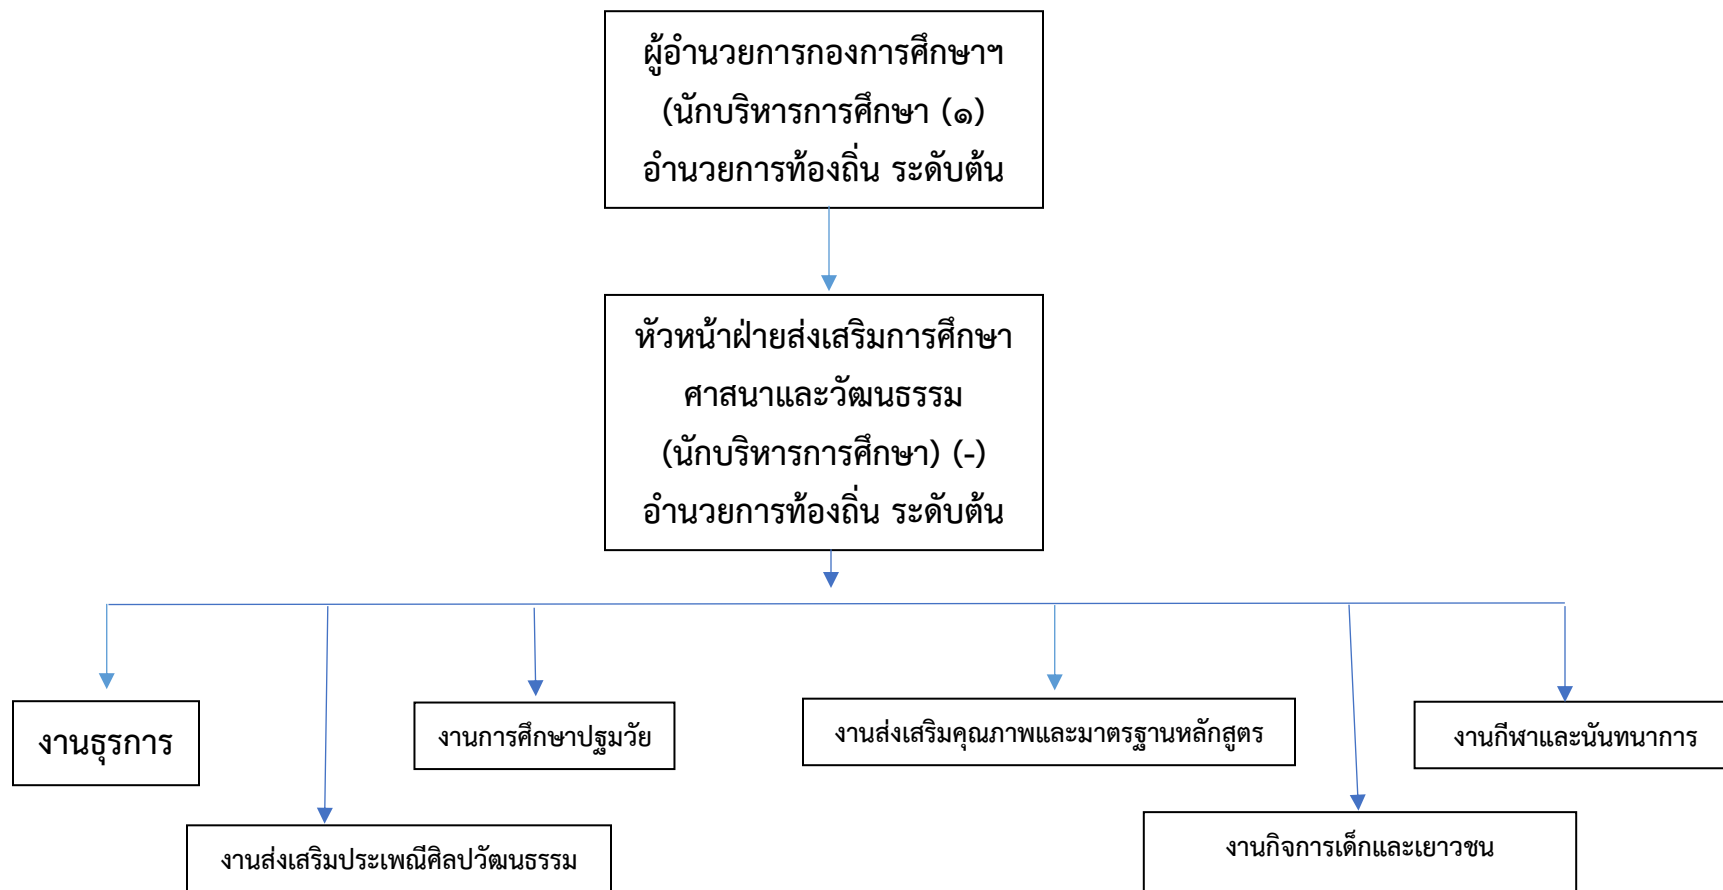 ผู้อำนวยการกองการศึกษาฯ
(นักบริหารการศึกษา (๑)
อำนวยการท้องถิ่น ระดับต้น
หัวหน้าฝ่ายส่งเสริมการศึกษา
ศาสนาและวัฒนธรรม
(นักบริหารการศึกษา) (-)
อำนวยการท้องถิ่น ระดับต้น
งานธุรการ
งานการศึกษาปฐมวัย
งานส่งเสริมคุณภาพและมาตรฐานหลักสูตร
งานกีฬาและนันทนาการ
งานส่งเสริมประเพณีศิลปวัฒนธรรม
งานกิจการเด็กและเยาวชน